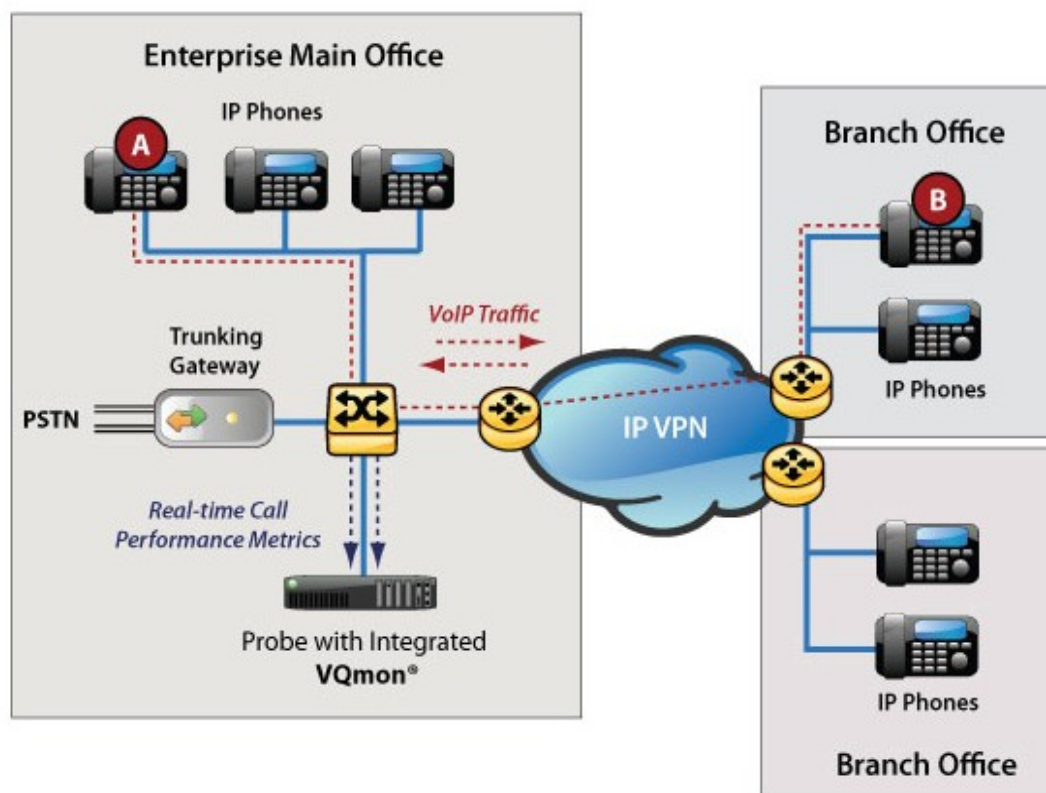 Enterprise Main Office
IP Phones
A
Trunking
Gateway
PSTN
VoIP Traffic
Real-time Call
Performance Metrics
Probe with Integrated
VQmon®
IP VPN
Branch Office
B
IP Phones
IP Phones
Branch Office